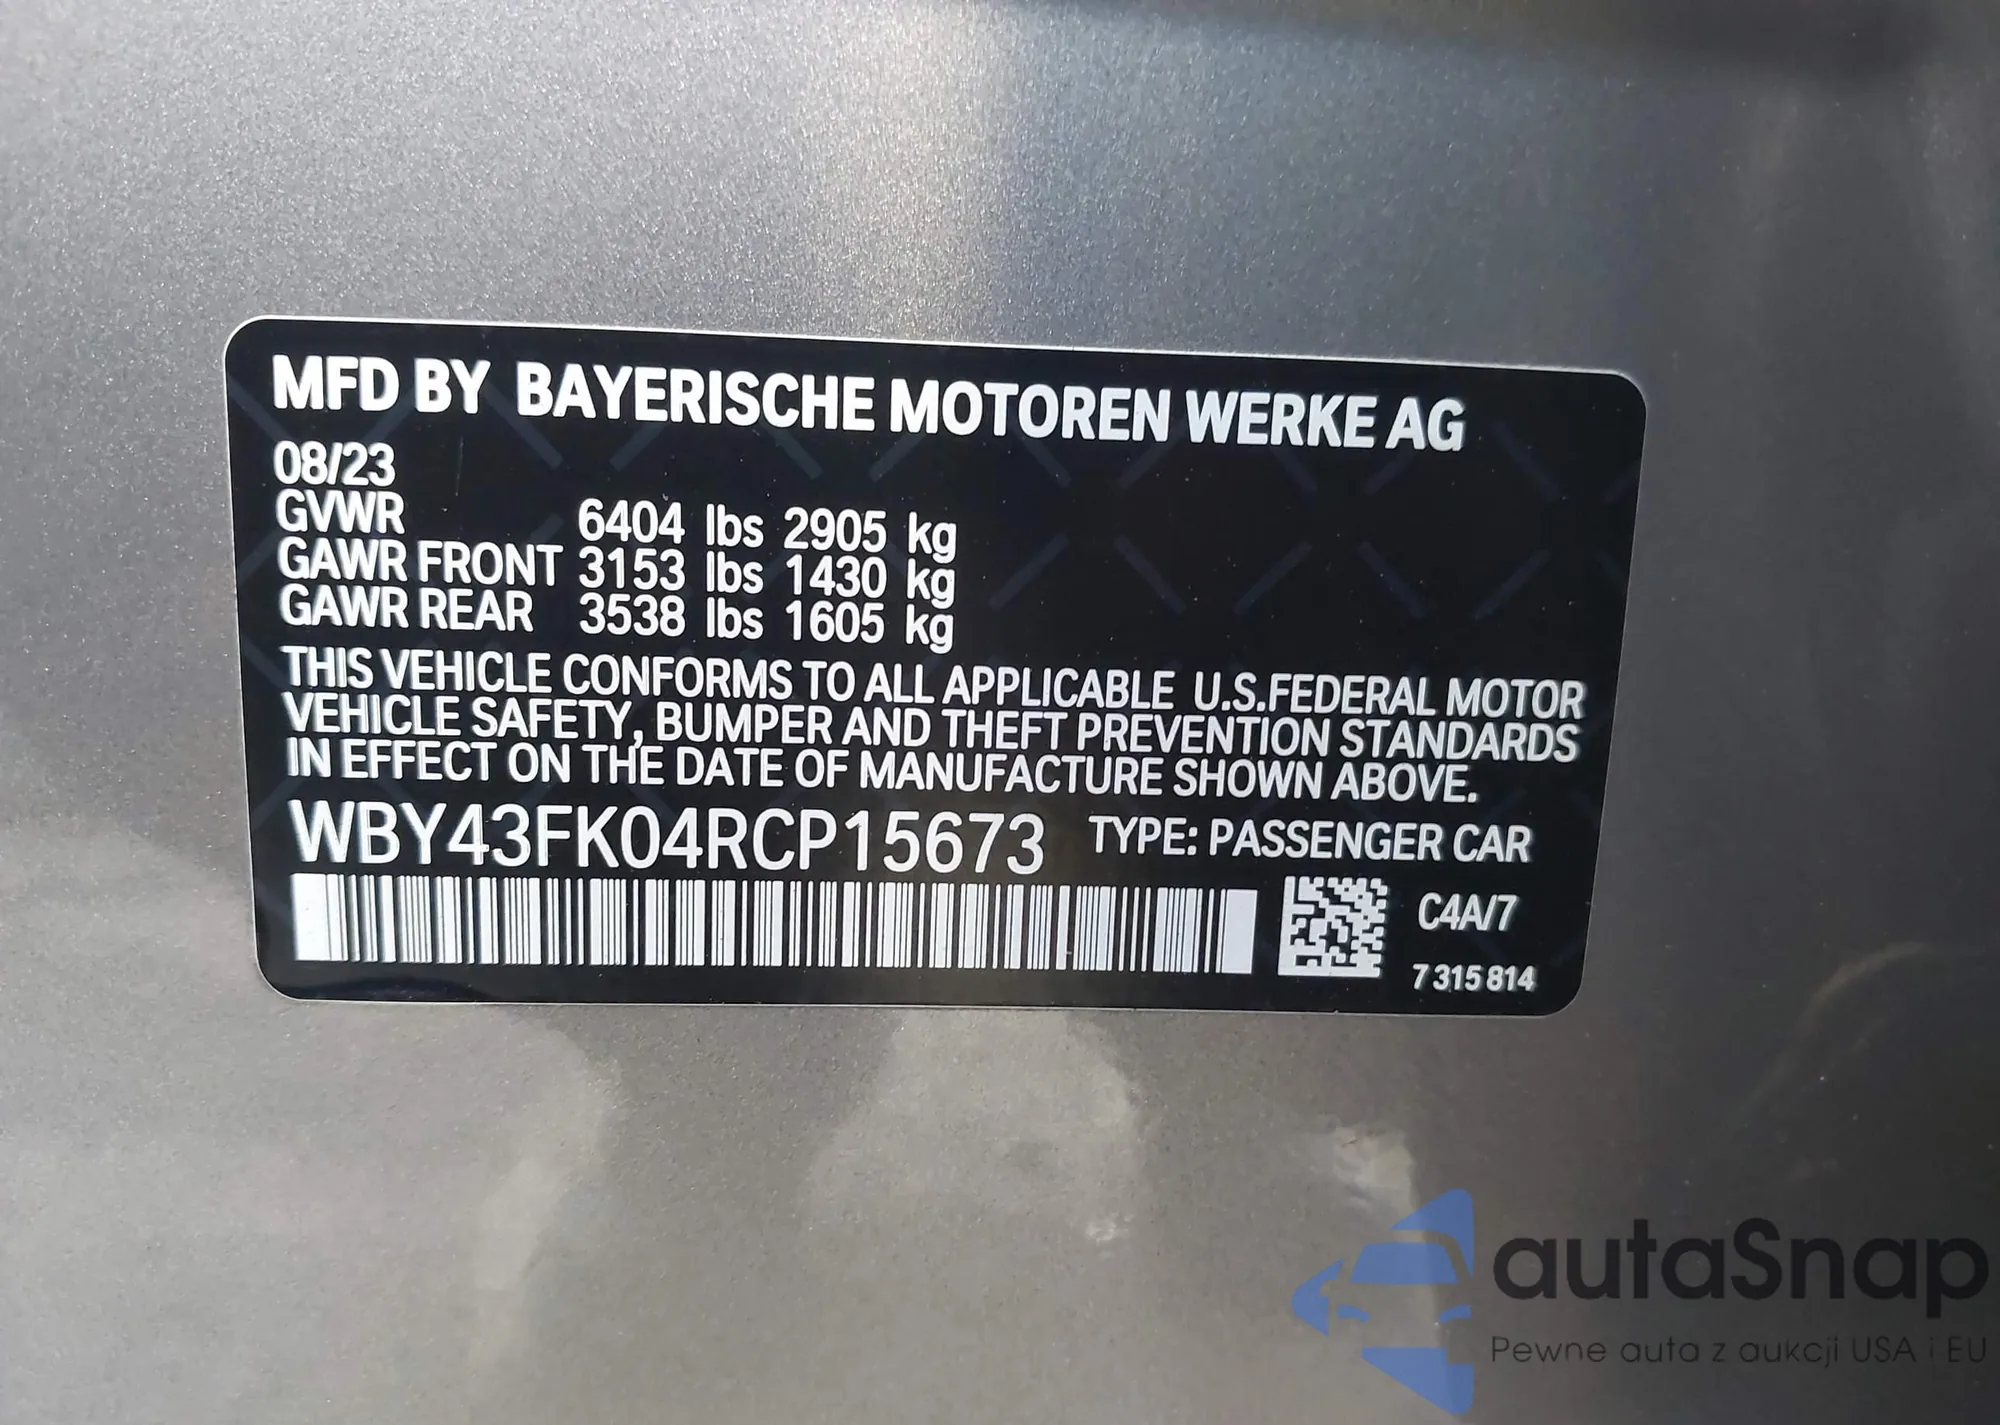 MFD BY BAYERISCHE MOTOREN WERKE AG
08/23
GVWR 6404 lbs 2905 kg
GAWR FRONT 3153 lbs 1430 kg
GAWR REAR 3538 lbs 1605 kg
THIS VEHICLE CONFORMS TO ALL APPLICABLE U.S.FEDERAL MOTOR
VEHICLE SAFETY, BUMPER AND THEFT PREVENTION STANDARDS
IN EFFECT ON THE DATE OF MANUFACTURE SHOWN ABOVE.
WBY43FK04RCP15673 TYPE: PASSENGER CAR
C4A/7
7 315 814
autaSnap
Pewne auta z aukcji USA i EU